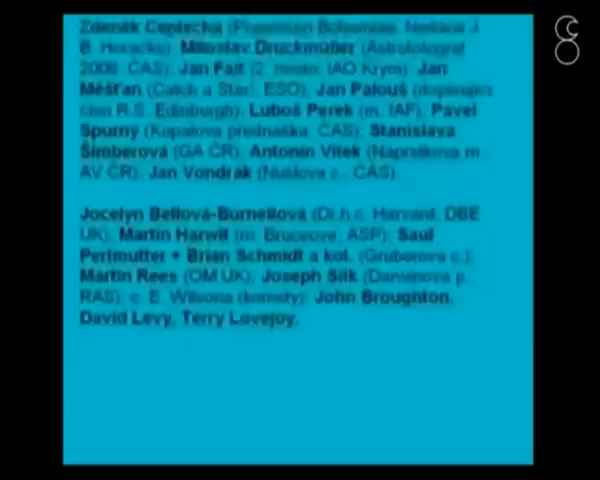 Zdeněk Ceplecha (Præmium Bohemiae, Nadace J.
B. Horáčka), Miloslav Druckmüller (Astrofotograf
2008, ČAS), Jan Fait (2. místo, IAO Krym), Jan
Měšťan (Catch a Star!, ESO), Jan Palouš (dopisující
člen R.S. Edinburgh), Luboš Perek (m. IAF), Pavel
Spurný (Kopalova přednáška, ČAS), Stanislava
Šimberová (GA ČR), Antonín Vítek (Náprstkova m.
AV ČR), Jan Vondrák (Nušlova c., ČAS).
Jocelyn Bellová-Burnellová (Dr.h.c. Harvard, DBE
UK), Martin Harwit (m. Bruceové, ASP), Saul
Perlmutter + Brian Schmidt a kol. (Gruberova c.),
Martin Rees (OM UK), Joseph Silk (Darwinova p.
RAS), c. E. Wilsona (komety): John Broughton,
David Levy, Terry Lovejoy.